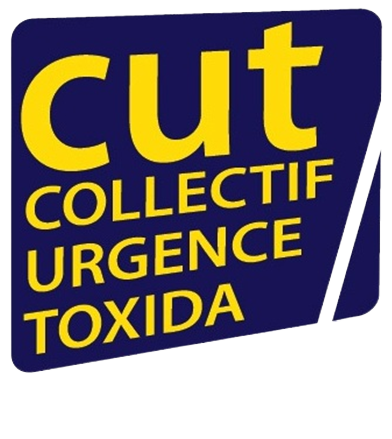 cut
COLLECTIF
URGENCE
TOXIDA